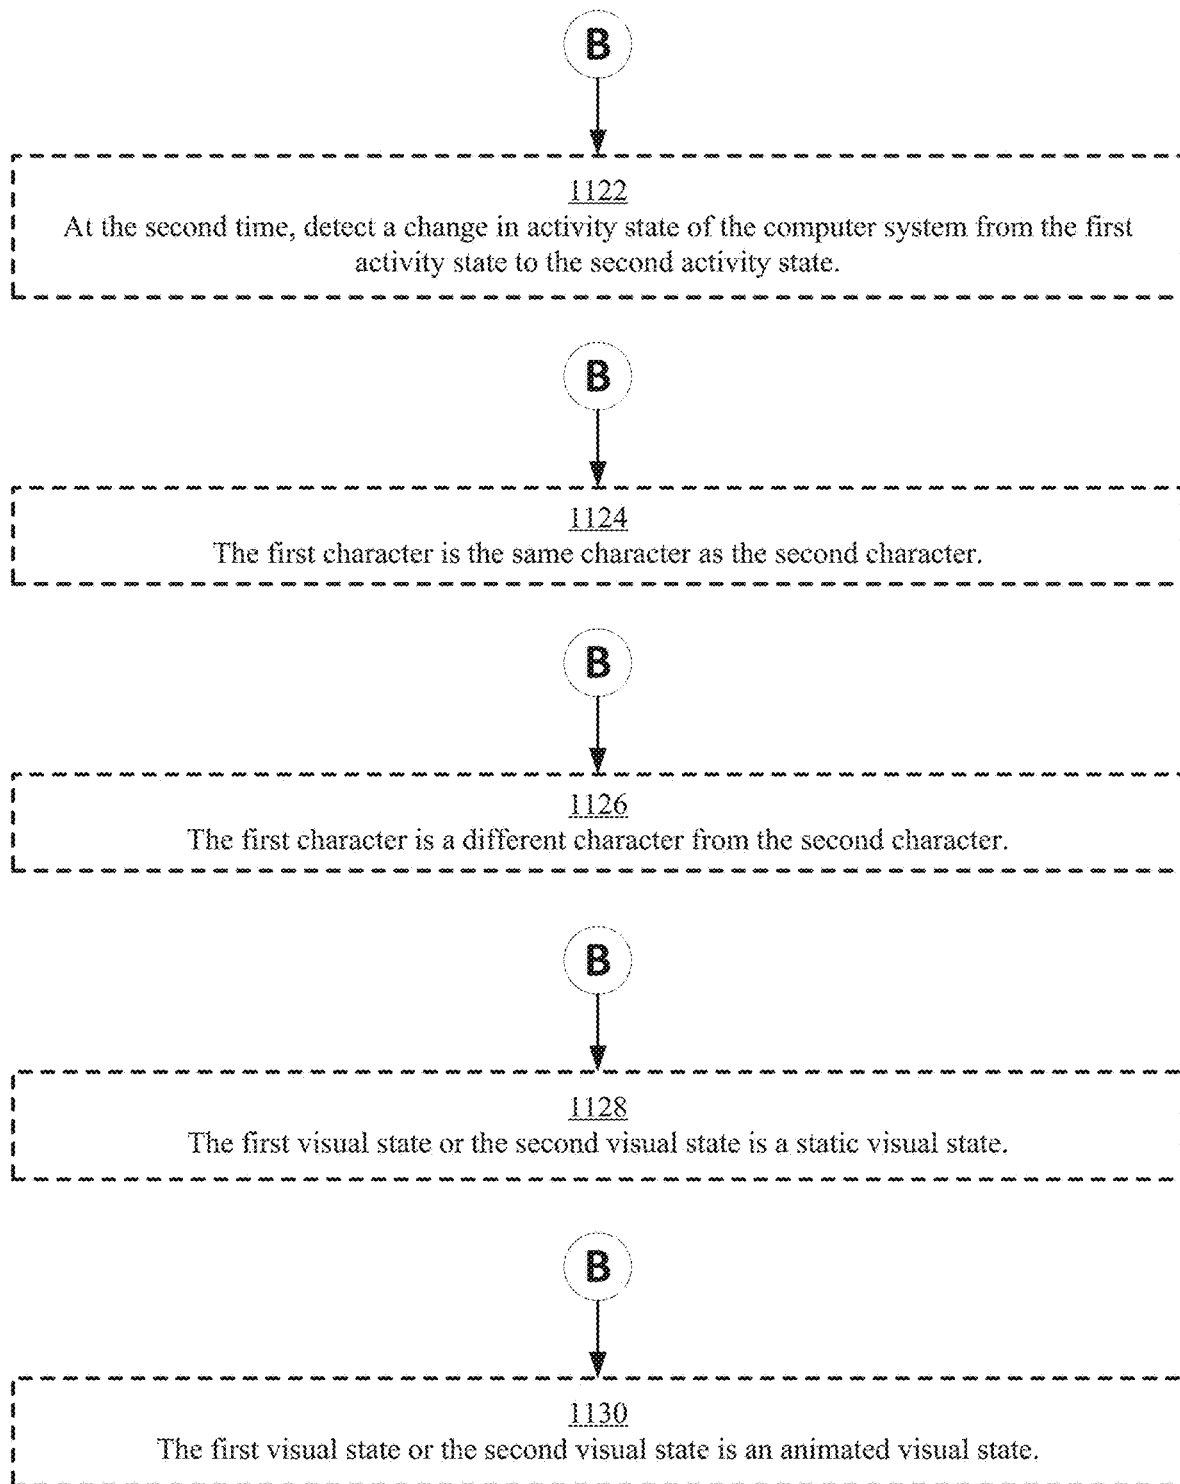 B
1122
At the second time, detect a change in activity state of the computer system from the first
activity state to the second activity state.
B
1124
The first character is the same character as the second character.
B
1126
The first character is a different character from the second character.
B
1128
The first visual state or the second visual state is a static visual state.
B
1130
The first visual state or the second visual state is an animated visual state.